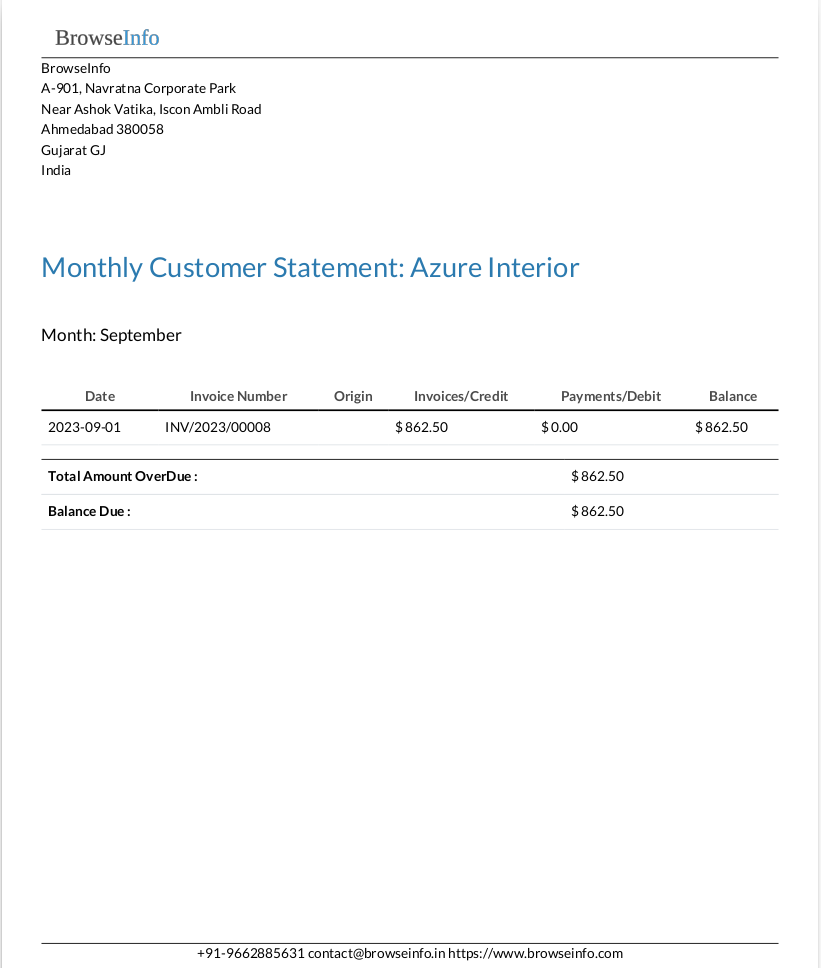 BrowseInfo
BrowseInfo
A-901, Navratna Corporate Park
Near Ashok Vatika, Iscon Ambli Road
Ahmedabad 380058
Gujarat GJ
India
Monthly Customer Statement: Azure Interior
Month: September
Date Invoice Number Origin Invoices/Credit Payments/Debit Balance
2023-09-01 INV/2023/00008 $ 862.50 $ 0.00 $ 862.50
Total Amount OverDue : $ 862.50
Balance Due : $ 862.50
+91-9662885631 contact@browseinfo.in https://www.browseinfo.com